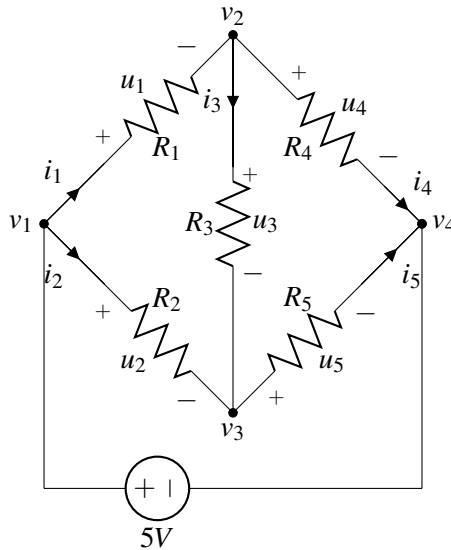 v2
−
+
u1
i3
u4
+
R1
R4
i1
−
i4
v1
R3
u3
v4
i2
−
i5
+
R2
R5
−
u2
u5
−
+
v3
+
5V